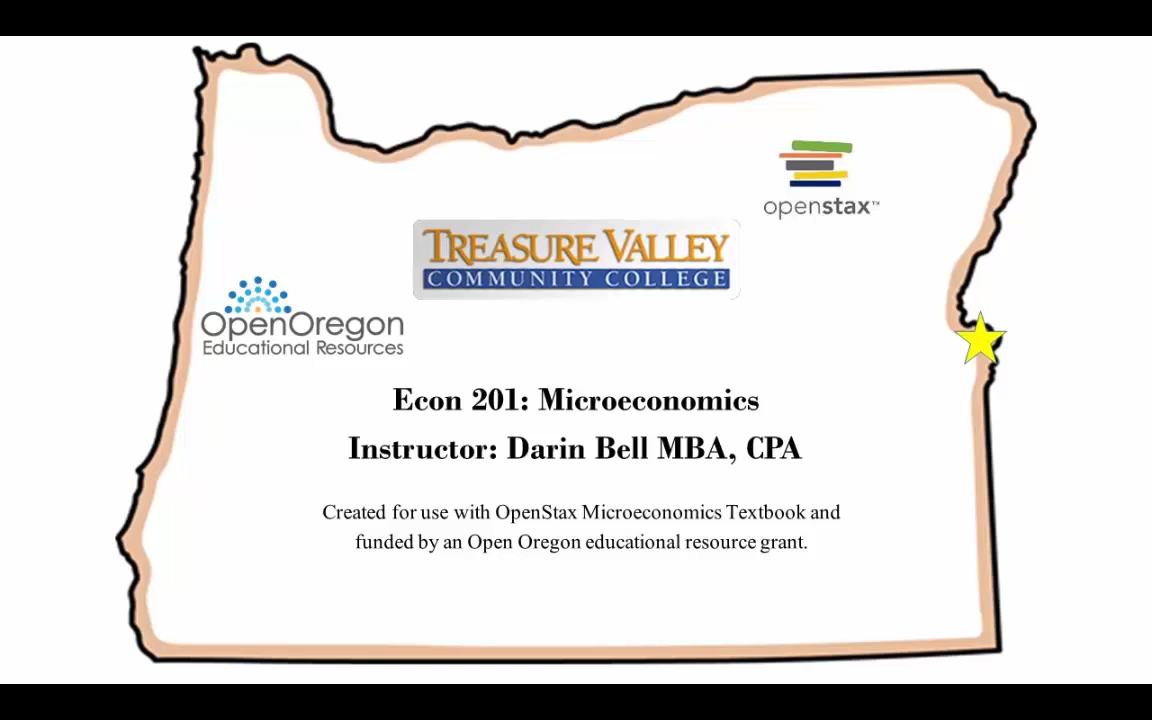 openstax™
TREASURE VALLEY
COMMUNITY COLLEGE
OpenOregon
Educational Resources
Econ 201: Microeconomics
Instructor: Darin Bell MBA, CPA
Created for use with OpenStax Microeconomics Textbook and
funded by an Open Oregon educational resource grant.